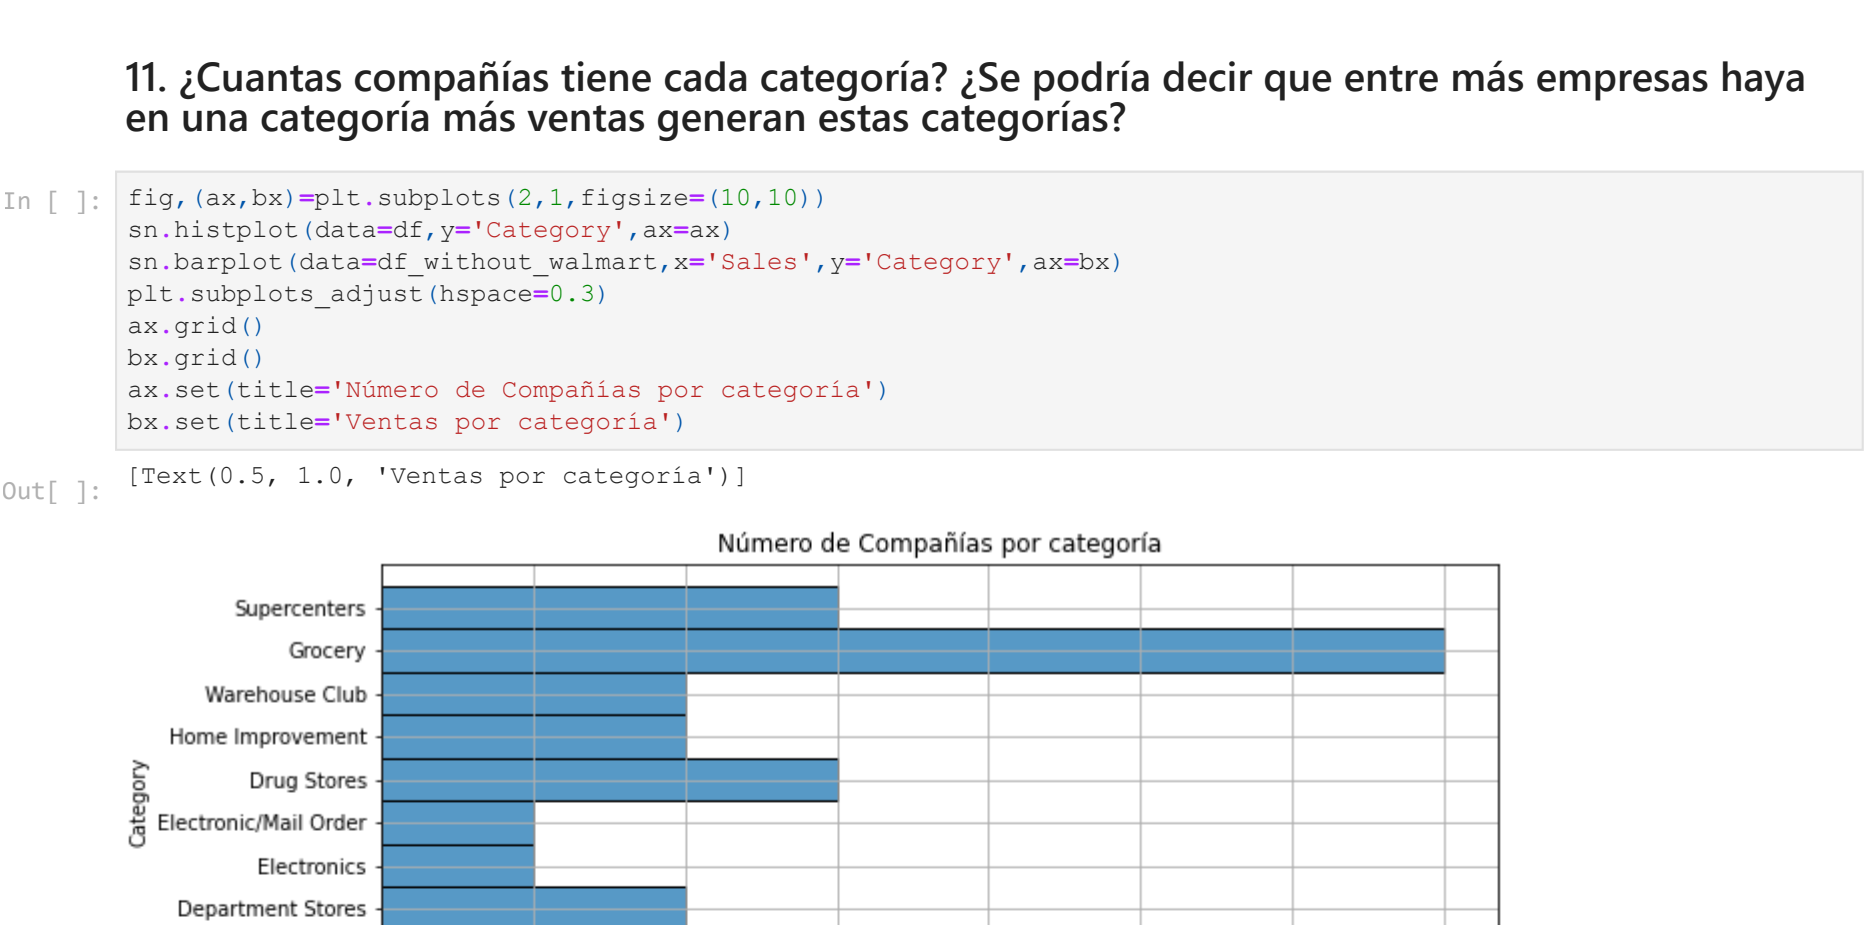 11. ¿Cuantas compañías tiene cada categoría? ¿Se podría decir que entre más empresas haya
en una categoría más ventas generan estas categorías?
In [ ]:
fig,(ax,bx)=plt.subplots(2,1,figsize=(10,10))
sn.histplot(data=df,y='Category',ax=ax)
sn.barplot(data=df_without_walmart,x='Sales',y='Category',ax=bx)
plt.subplots_adjust(hspace=0.3)
ax.grid()
bx.grid()
ax.set(title='Número de Compañías por categoría')
bx.set(title='Ventas por categoría')
Out[ ]:
[Text(0.5, 1.0, 'Ventas por categoría')]
Número de Compañías por categoría
Supercenters
Grocery
Warehouse Club
Home Improvement
Drug Stores
Category
Electronic/Mail Order
Electronics
Department Stores